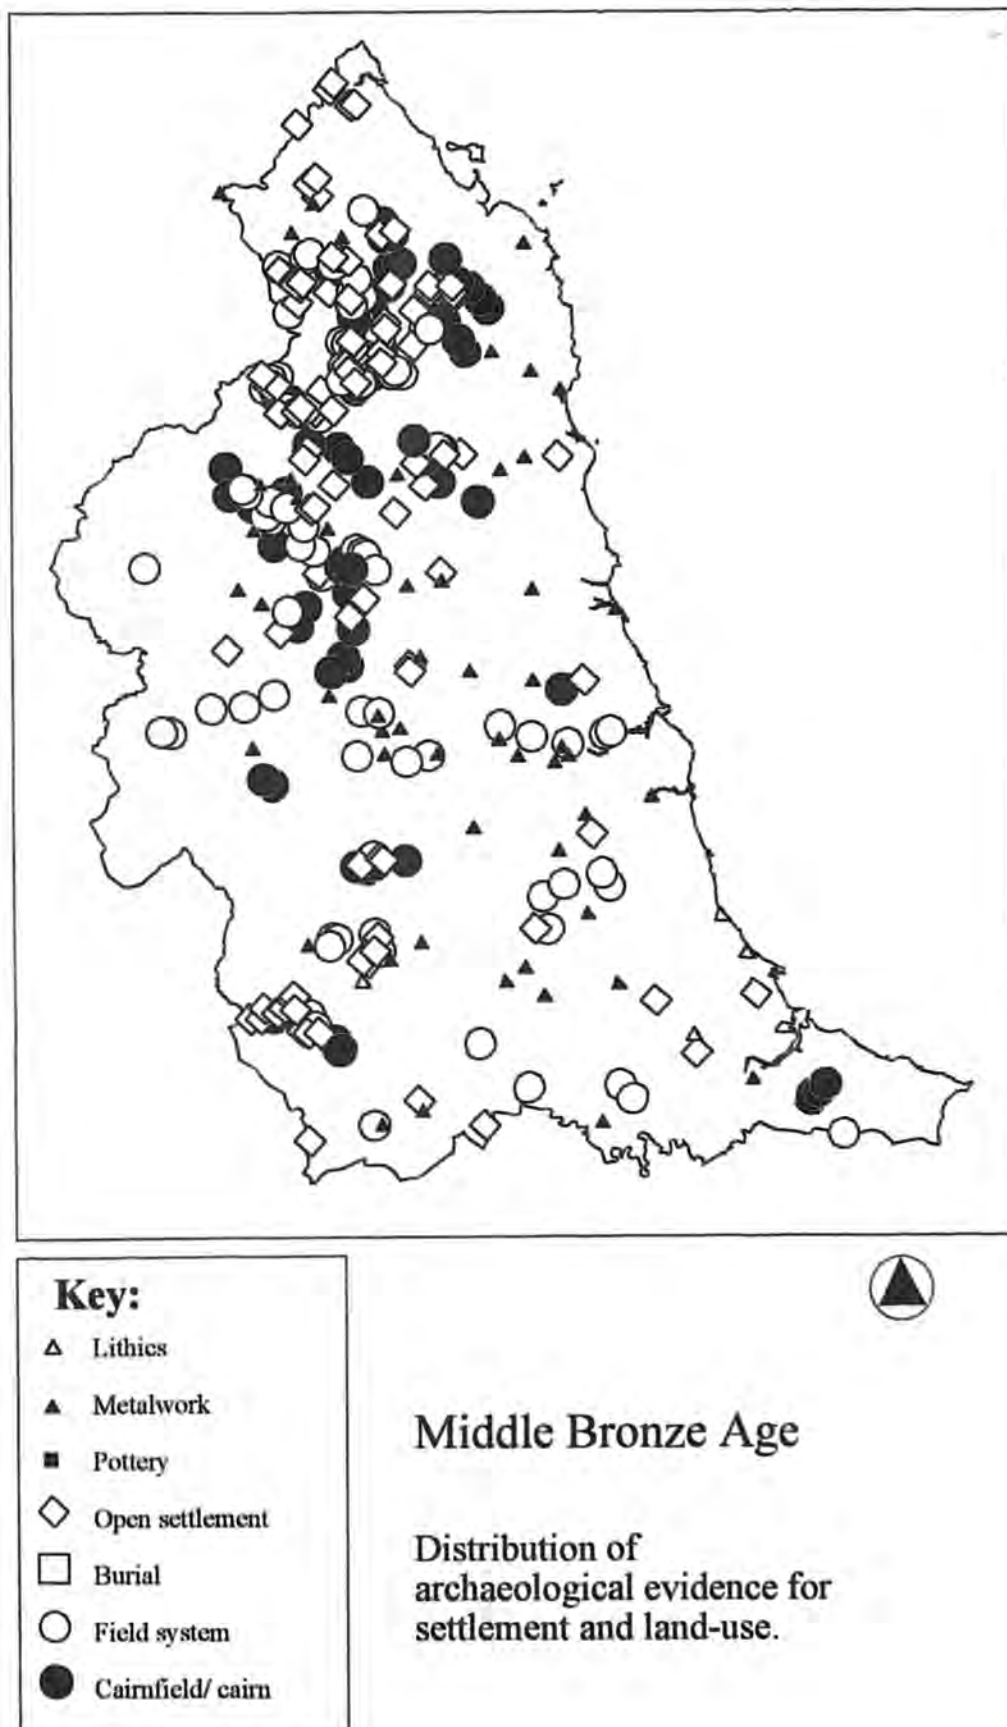 Key:
Lithics
Metalwork
Pottery
Open settlement
Burial
Field system
Cairnfield/ cairn
Middle Bronze Age
Distribution of
archaeological evidence for
settlement and land-use.